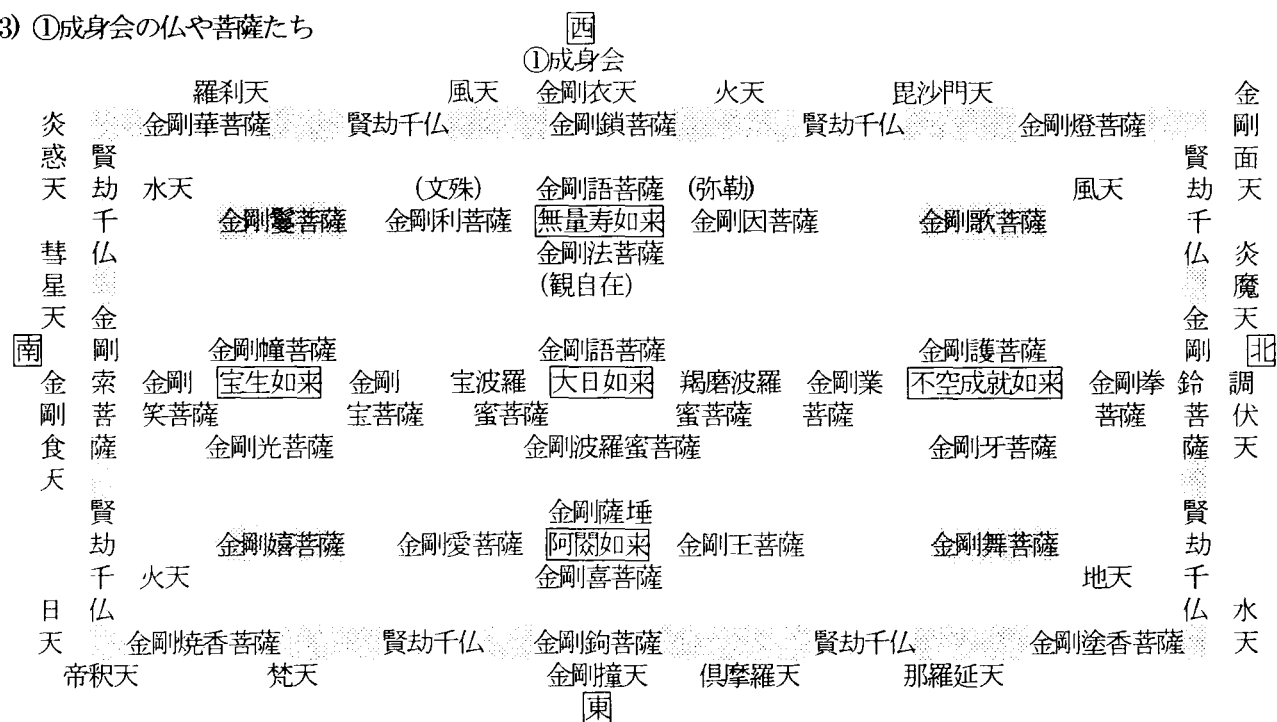 3) ①成身会の仏や菩薩たち
西
①成身会
羅刹天 風天 金剛衣天 火天 毘沙門天
金剛華菩薩 賢劫千仏 金剛鎖菩薩 賢劫千仏 金剛燈菩薩
炎惑天
彗星天
南
金剛食天
日天
賢劫千仏
金剛索菩薩
賢劫千仏
水天 (文殊) 金剛語菩薩 (弥勒) 風天
金剛鬘菩薩 金剛利菩薩 無量寿如来 金剛因菩薩 金剛歌菩薩
金剛法菩薩
(観自在)
金剛幢菩薩 金剛語菩薩 金剛護菩薩
金剛笑菩薩 宝生如来 金剛宝菩薩 宝波羅蜜菩薩 大日如来 羯磨波羅蜜菩薩 金剛業菩薩 不空成就如来 金剛拳菩薩
金剛光菩薩 金剛波羅蜜菩薩 金剛牙菩薩
金剛薩埵
金剛嬉菩薩 金剛愛菩薩 阿閦如来 金剛王菩薩 金剛舞菩薩
火天 金剛喜菩薩 地天
賢劫千仏
金剛鈴菩薩
賢劫千仏
金剛面天
炎魔天
北
調伏天
水天
金剛焼香菩薩 賢劫千仏 金剛鉤菩薩 賢劫千仏 金剛塗香菩薩
帝釈天 梵天 金剛撞天 倶摩羅天 那羅延天
東